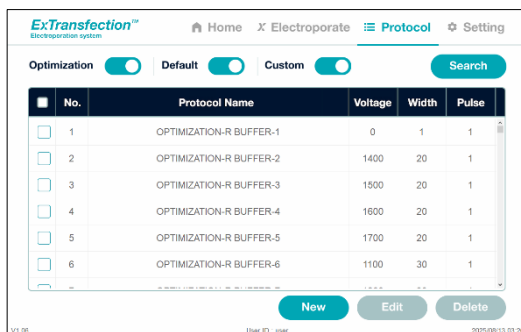 ExTransfection™
Electroporation system
Home Electroporate Protocol Setting
Optimization Default Custom Search
No. Protocol Name Voltage Width Pulse
1 OPTIMIZATION-R BUFFER-1 0 1 1
2 OPTIMIZATION-R BUFFER-2 1400 20 1
3 OPTIMIZATION-R BUFFER-3 1500 20 1
4 OPTIMIZATION-R BUFFER-4 1600 20 1
5 OPTIMIZATION-R BUFFER-5 1700 20 1
6 OPTIMIZATION-R BUFFER-6 1100 30 1
New Edit Delete
V1.06 User ID : user